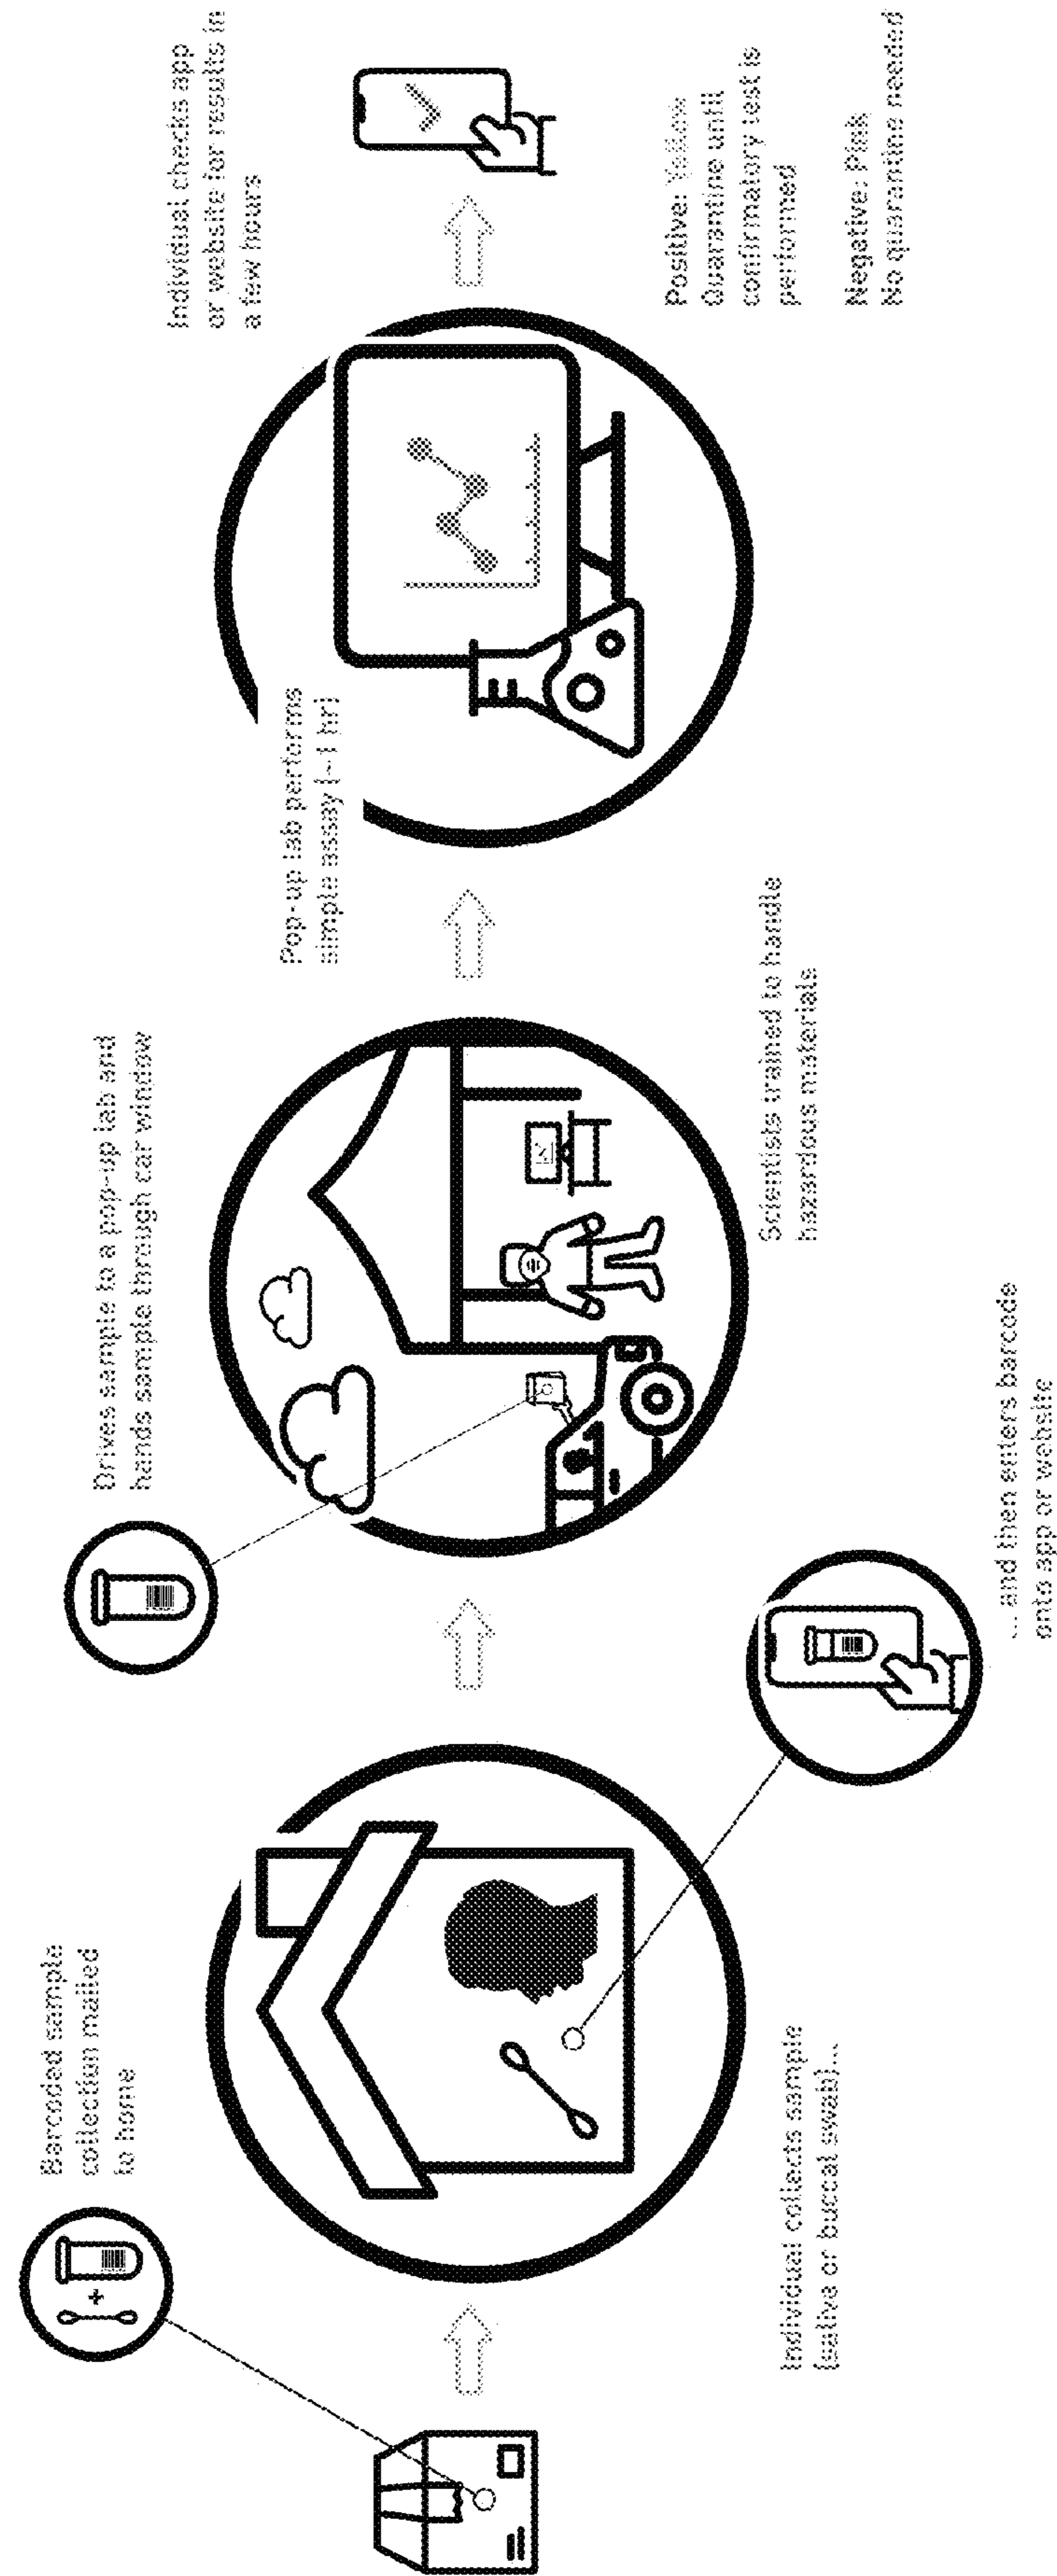 Barcoded sample
collection mailed
to home
Individual collects sample
(saliva or buccal swab)...
... and then enters barcode
onto app or website
Drives sample to a pop-up lab and
hands sample through car window
Scientists trained to handle
hazardous materials
Pop-up lab performs
simple assay (~1 hr)
Individual checks app
or website for results in
a few hours
Positive: Yellow
Quarantine until
confirmatory test is
performed
Negative: Pink
No quarantine needed